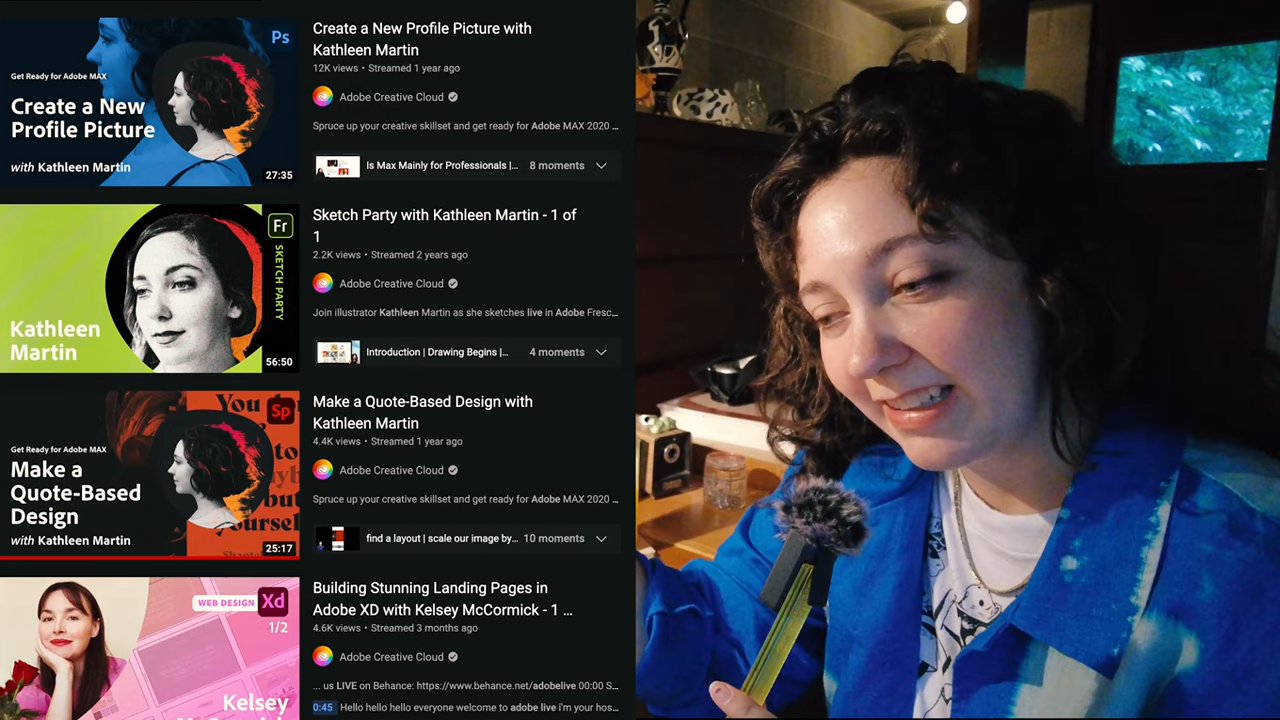 Ps
Get Ready for Adobe MAX
Create a New
Profile Picture
with Kathleen Martin
27:35
Create a New Profile Picture with
Kathleen Martin
12K views • Streamed 1 year ago
Adobe Creative Cloud
Spruce up your creative skillset and get ready for Adobe MAX 2020 ...
Is Max Mainly for Professionals |...
8 moments
Fr
SKETCH PARTY
Kathleen
Martin
56:50
Sketch Party with Kathleen Martin - 1 of
1
2.2K views • Streamed 2 years ago
Adobe Creative Cloud
Join illustrator Kathleen Martin as she sketches live in Adobe Fresc...
Introduction | Drawing Begins |...
4 moments
Sp
You do
to
but
yoursel
Get Ready for Adobe MAX
Make a
Quote-Based
Design
with Kathleen Martin
25:17
Make a Quote-Based Design with
Kathleen Martin
4.4K views • Streamed 1 year ago
Adobe Creative Cloud
Spruce up your creative skillset and get ready for Adobe MAX 2020 ...
find a layout | scale our image by...
10 moments
WEB DESIGN
Xd
1/2
Kelsey
Building Stunning Landing Pages in
Adobe XD with Kelsey McCormick - 1 ...
4.6K views • Streamed 3 months ago
Adobe Creative Cloud
... us LIVE on Behance: https://www.behance.net/adobelive 00:00 S...
0:45 Hello hello hello everyone welcome to adobe live i'm your hos...